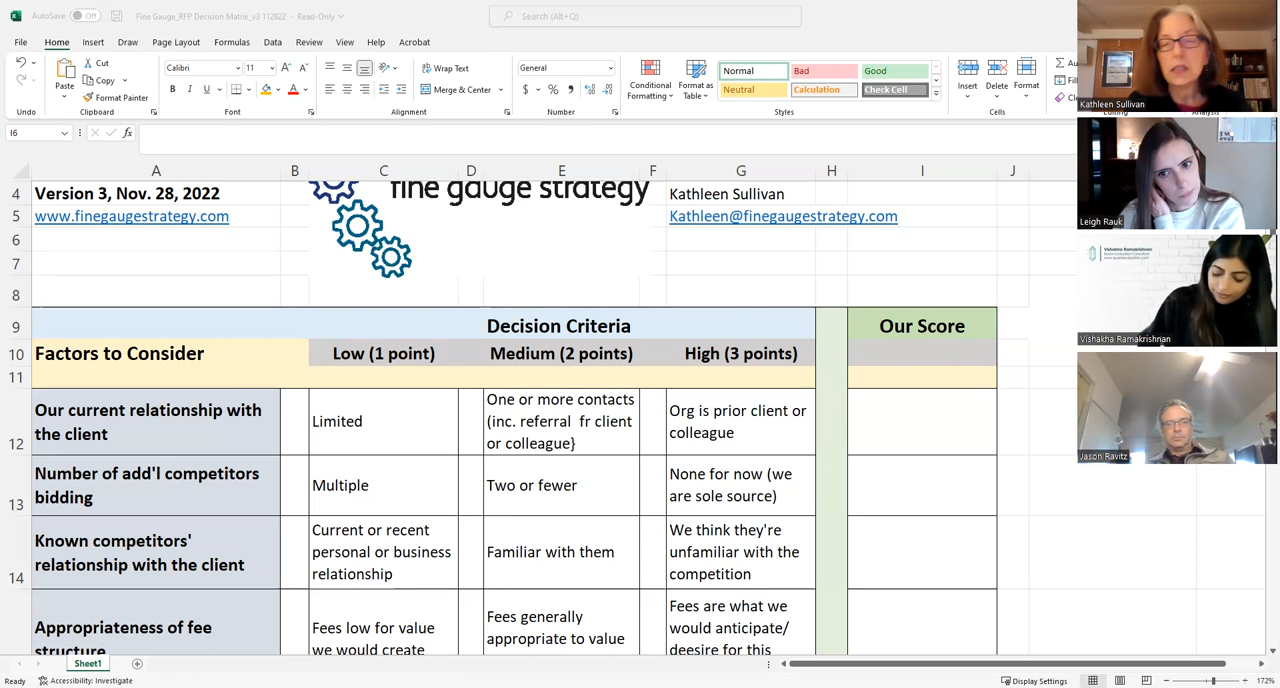 AutoSave Off Fine Gauge_RFP Decision Matrix_v3 112822 - Read-Only Search (Alt+Q)
File Home Insert Draw Page Layout Formulas Data Review View Help Acrobat
Cut
Copy
Format Painter
Paste
Undo Clipboard
Calibri 11
B I U
Font
Wrap Text
Merge & Center
Alignment
General
$ % 9
Number
Conditional Formatting
Format as Table
Normal Bad Good
Neutral Calculation Check Cell
Styles
Insert Delete Format
Cells
Au
Fill
Cl
Editing
Analysis
I6 fx
A B C D E F G H I J
4 Version 3, Nov. 28, 2022 fine gauge strategy Kathleen Sullivan
5 www.finegaugestrategy.com Kathleen@finegaugestrategy.com
6
7
8
9 Decision Criteria Our Score
10 Factors to Consider Low (1 point) Medium (2 points) High (3 points)
11
12 Our current relationship with the client
Limited
One or more contacts (inc. referral fr client or colleague}
Org is prior client or colleague
13 Number of add'l competitors bidding
Multiple
Two or fewer
None for now (we are sole source)
14 Known competitors' relationship with the client
Current or recent personal or business relationship
Familiar with them
We think they're unfamiliar with the competition
Appropriateness of fee structure
Fees low for value we would create
Fees generally appropriate to value
Fees are what we would anticipate/ deesire for this
Sheet1
Ready Accessibility: Investigate Display Settings 172%
Kathleen Sullivan
Leigh Rauk
Vishakha Ramakrishnan
Vishakha Ramakrishnan
Jason Ravitz